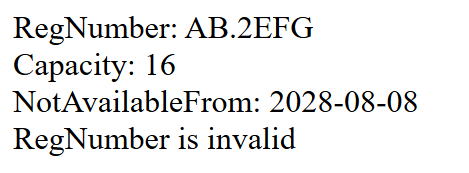 RegNumber: AB.2EFG
Capacity: 16
NotAvailableFrom: 2028-08-08
RegNumber is invalid